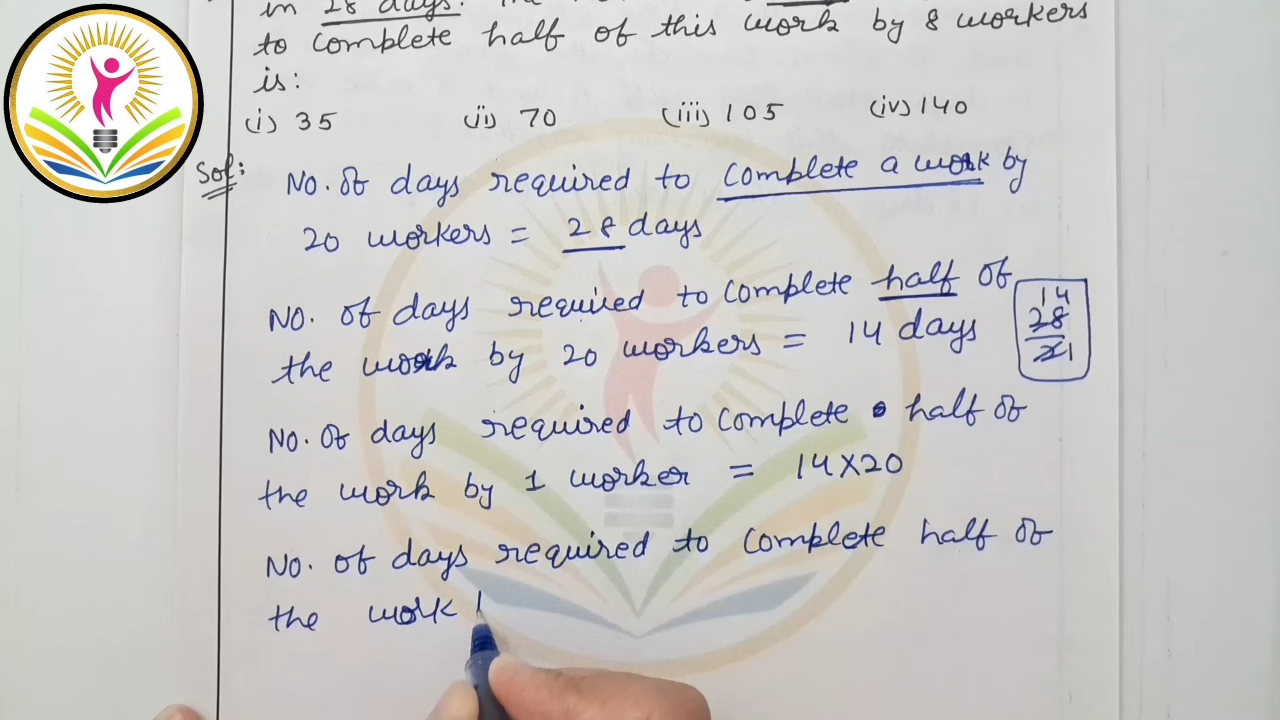 in 28 days. The
to complete half of this work by 8 workers
is:
(i) 35 (ii) 70 (iii) 105 (iv) 140
Sol:
No. of days required to complete a work by
20 workers = 28 days
No. of days required to complete half of
the work by 20 workers = 14 days
14
28
21
No. of days required to complete half of
the work by 1 worker = 14×20
No. of days required to complete half of
the work